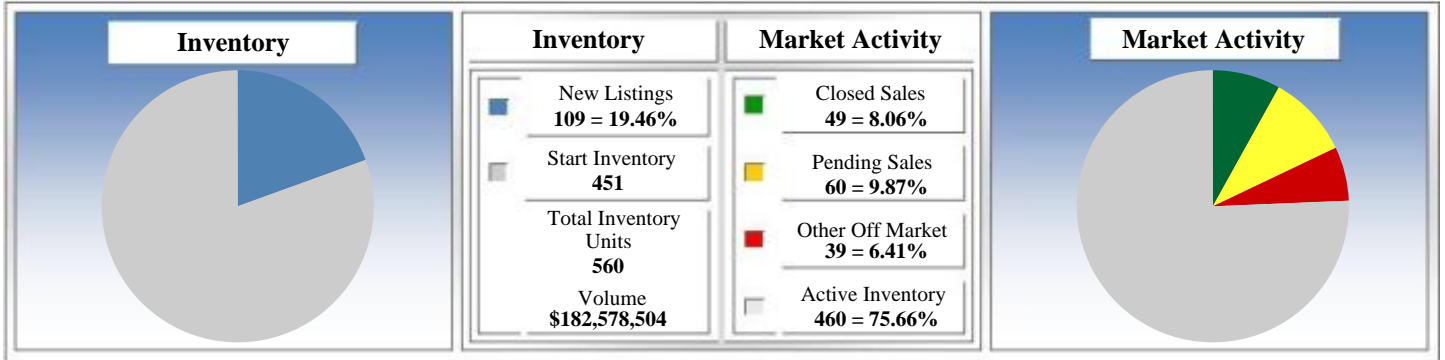 Inventory
Inventory
Market Activity
New Listings
109 = 19.46%
Start Inventory
451
Total Inventory
Units
560
Volume
$182,578,504
Closed Sales
49 = 8.06%
Pending Sales
60 = 9.87%
Other Off Market
39 = 6.41%
Active Inventory
460 = 75.66%
Market Activity